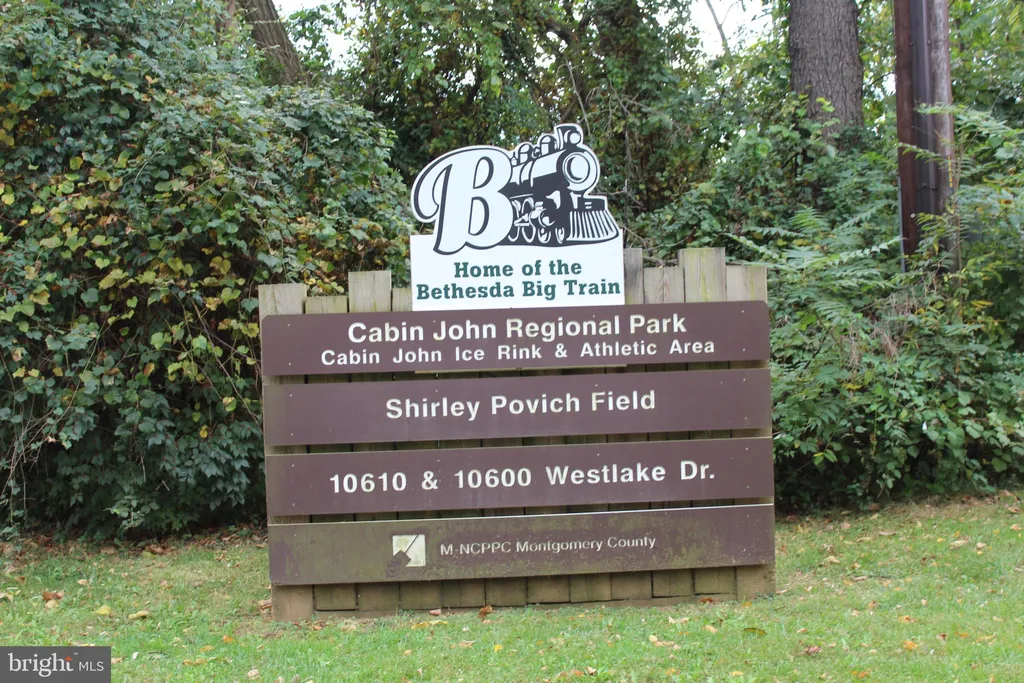 B
Home of the
Bethesda Big Train
Cabin John Regional Park
Cabin John Ice Rink & Athletic Area
Shirley Povich Field
10610 & 10600 Westlake Dr.
M-NCPPC Montgomery County
bright MLS